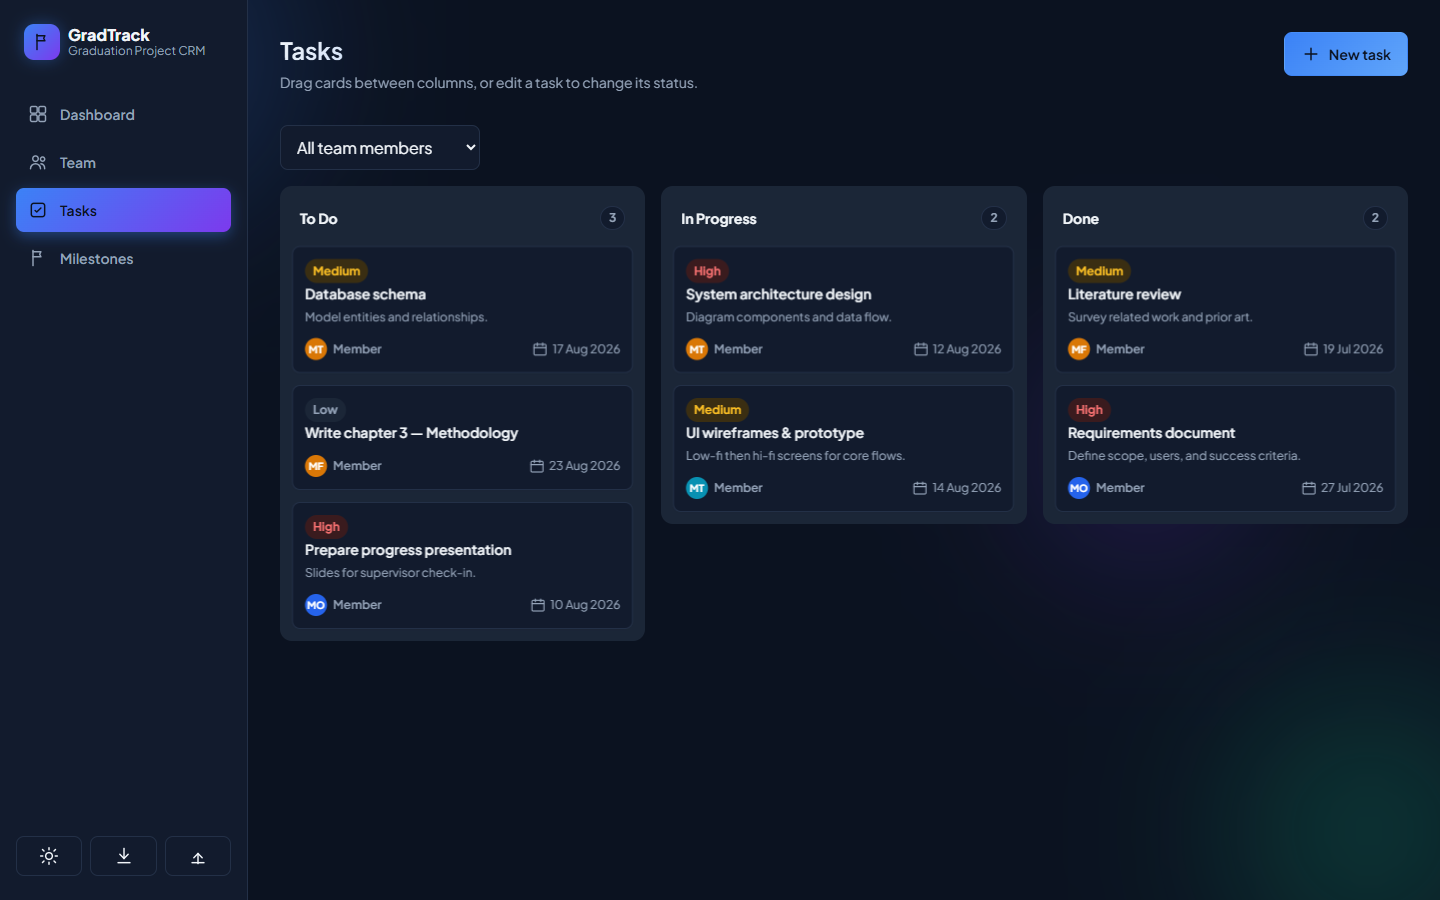 GradTrack
Graduation Project CRM
Dashboard
Team
Tasks
Milestones
Tasks
Drag cards between columns, or edit a task to change its status.
New task
All team members
To Do 3
Medium
Database schema
Model entities and relationships.
MT Member 17 Aug 2026
Low
Write chapter 3 — Methodology
MF Member 23 Aug 2026
High
Prepare progress presentation
Slides for supervisor check-in.
MO Member 10 Aug 2026
In Progress 2
High
System architecture design
Diagram components and data flow.
MT Member 12 Aug 2026
Medium
UI wireframes & prototype
Low-fi then hi-fi screens for core flows.
MT Member 14 Aug 2026
Done 2
Medium
Literature review
Survey related work and prior art.
MF Member 19 Jul 2026
High
Requirements document
Define scope, users, and success criteria.
MO Member 27 Jul 2026